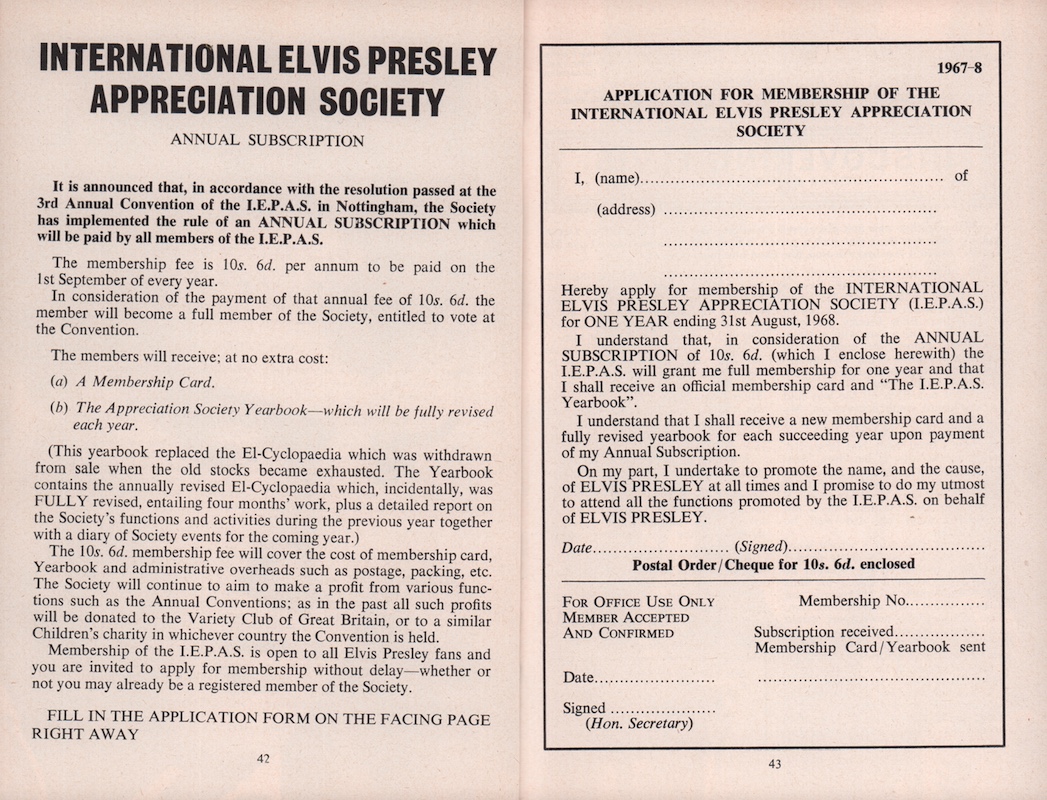 INTERNATIONAL ELVIS PRESLEY
APPRECIATION SOCIETY
ANNUAL SUBSCRIPTION
It is announced that, in accordance with the resolution passed at the
3rd Annual Convention of the I.E.P.A.S. in Nottingham, the Society
has implemented the rule of an ANNUAL SUBSCRIPTION which
will be paid by all members of the I.E.P.A.S.
The membership fee is 10s. 6d. per annum to be paid on the
1st September of every year.
In consideration of the payment of that annual fee of 10s. 6d. the
member will become a full member of the Society, entitled to vote at
the Convention.
The members will receive; at no extra cost:
(a) A Membership Card.
(b) The Appreciation Society Yearbook—which will be fully revised
each year.
(This yearbook replaced the El-Cyclopaedia which was withdrawn
from sale when the old stocks became exhausted. The Yearbook
contains the annually revised El-Cyclopaedia which, incidentally, was
FULLY revised, entailing four months' work, plus a detailed report on
the Society's functions and activities during the previous year together
with a diary of Society events for the coming year.)
The 10s. 6d. membership fee will cover the cost of membership card,
Yearbook and administrative overheads such as postage, packing, etc.
The Society will continue to aim to make a profit from various func-
tions such as the Annual Conventions; as in the past all such profits
will be donated to the Variety Club of Great Britain, or to a similar
Children's charity in whichever country the Convention is held.
Membership of the I.E.P.A.S. is open to all Elvis Presley fans and
you are invited to apply for membership without delay—whether or
not you may already be a registered member of the Society.
FILL IN THE APPLICATION FORM ON THE FACING PAGE
RIGHT AWAY
42
1967-8
APPLICATION FOR MEMBERSHIP OF THE
INTERNATIONAL ELVIS PRESLEY APPRECIATION
SOCIETY
I, (name).......................................................... of
(address) ....................................................
....................................................
....................................................
Hereby apply for membership of the INTERNATIONAL
ELVIS PRESLEY APPRECIATION SOCIETY (I.E.P.A.S.)
for ONE YEAR ending 31st August, 1968.
I understand that, in consideration of the ANNUAL
SUBSCRIPTION of 10s. 6d. (which I enclose herewith) the
I.E.P.A.S. will grant me full membership for one year and that
I shall receive an official membership card and "The I.E.P.A.S.
Yearbook".
I understand that I shall receive a new membership card and a
fully revised yearbook for each succeeding year upon payment
of my Annual Subscription.
On my part, I undertake to promote the name, and the cause,
of ELVIS PRESLEY at all times and I promise to do my utmost
to attend all the functions promoted by the I.E.P.A.S. on behalf
of ELVIS PRESLEY.
Date.......................... (Signed)......................................
Postal Order/Cheque for 10s. 6d. enclosed
FOR OFFICE USE ONLY Membership No...............
MEMBER ACCEPTED
AND CONFIRMED Subscription received.................
Membership Card/Yearbook sent
Date....................... ...........................................
Signed ....................
(Hon. Secretary)
43